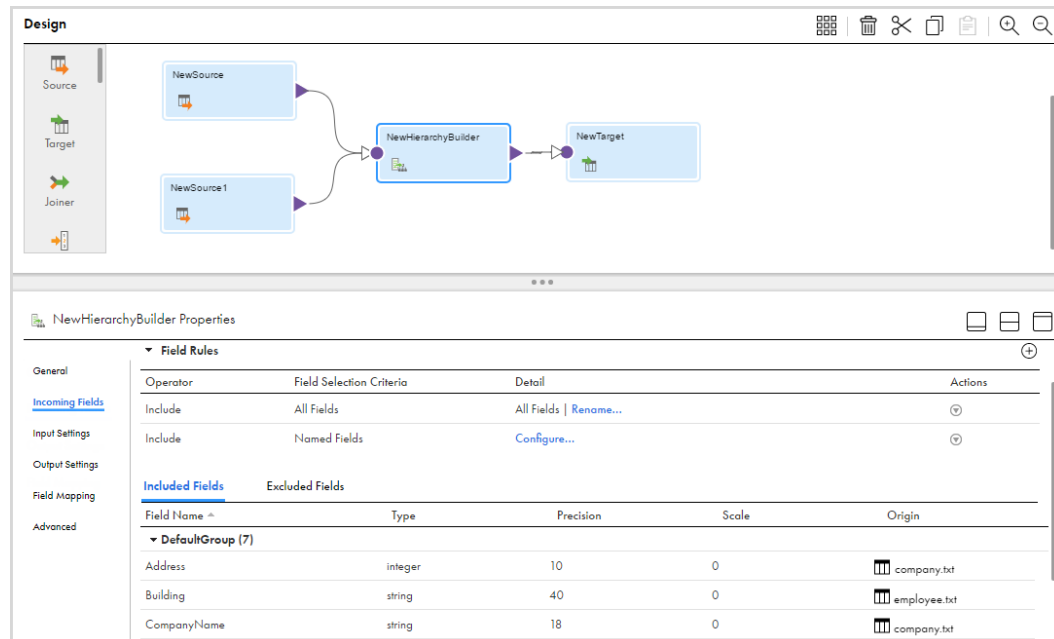 Design
Source
Target
Joiner
NewSource
NewSource1
NewHierarchyBuilder
NewTarget
NewHierarchyBuilder Properties
General
Incoming Fields
Input Settings
Output Settings
Field Mapping
Advanced
Field Rules
Operator Field Selection Criteria Detail Actions
Include All Fields All Fields | Rename...
Include Named Fields Configure...
Included Fields Excluded Fields
Field Name Type Precision Scale Origin
DefaultGroup (7)
Address integer 10 0 company.txt
Building string 40 0 employee.txt
CompanyName string 18 0 company.txt